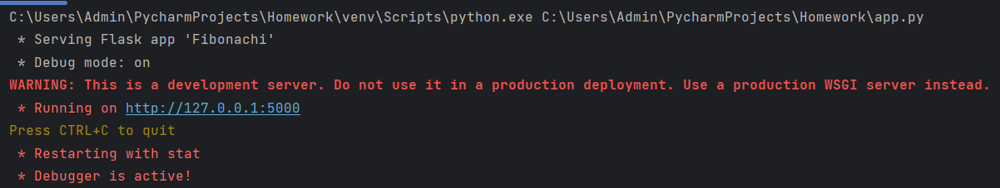 C:\Users\Admin\PycharmProjects\Homework\venv\Scripts\python.exe C:\Users\Admin\PycharmProjects\Homework\app.py
 * Serving Flask app 'Fibonachi'
 * Debug mode: on
WARNING: This is a development server. Do not use it in a production deployment. Use a production WSGI server instead.
 * Running on http://127.0.0.1:5000
Press CTRL+C to quit
 * Restarting with stat
 * Debugger is active!